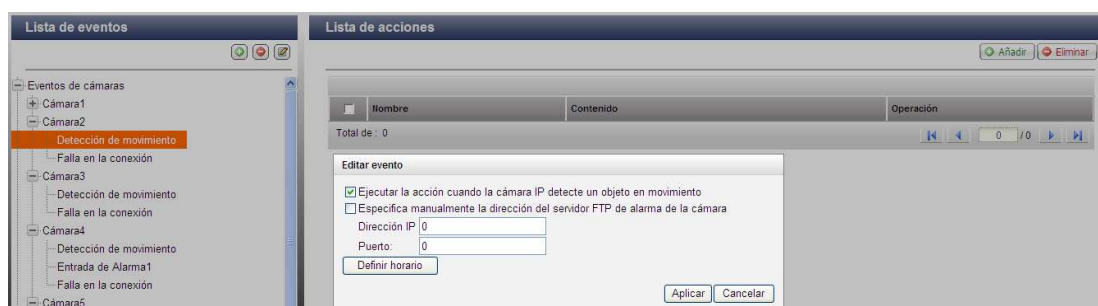 Lista de eventos
Eventos de cámaras
Cámara1
Cámara2
Detección de movimiento
Falla en la conexión
Cámara3
Detección de movimiento
Falla en la conexión
Cámara4
Detección de movimiento
Entrada de Alarma1
Falla en la conexión
Cámara5
Lista de acciones
Añadir
Eliminar
Nombre Contenido Operación
Total de : 0
0 / 0
Editar evento
Ejecutar la acción cuando la cámara IP detecte un objeto en movimiento
Especifica manualmente la dirección del servidor FTP de alarma de la cámara
Dirección IP 0
Puerto: 0
Definir horario
Aplicar Cancelar